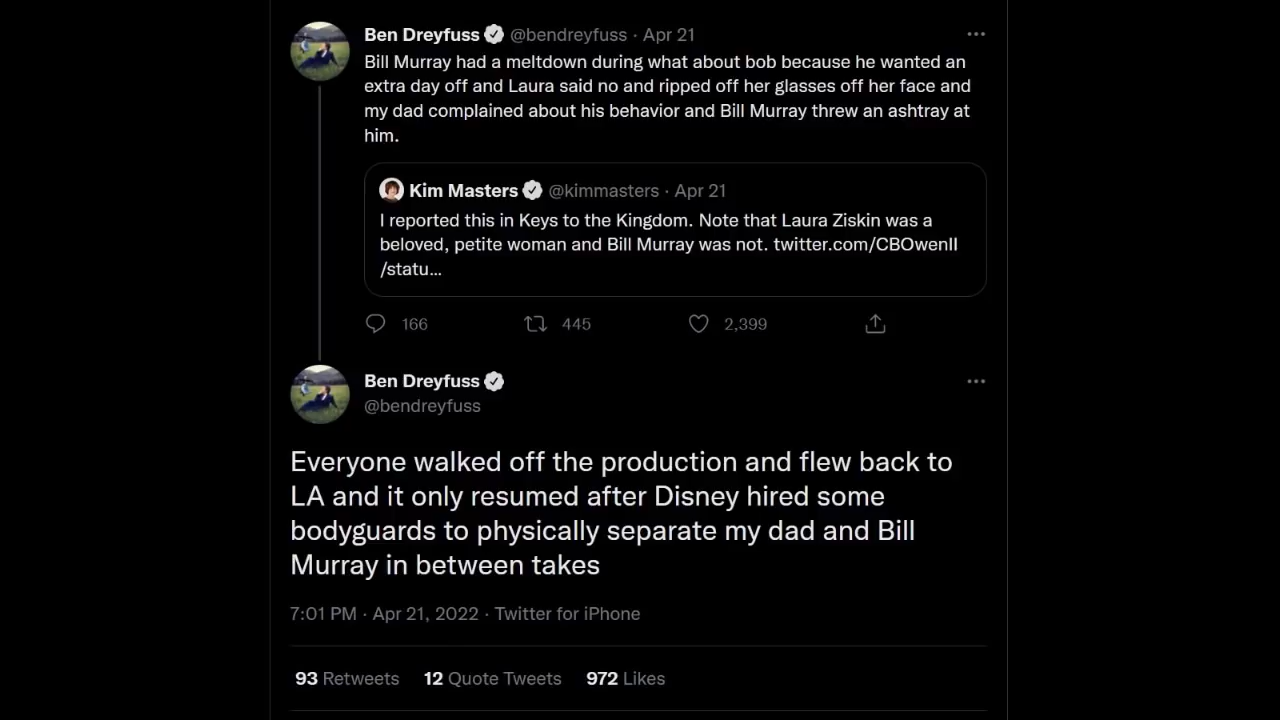 Ben Dreyfuss @bendreyfuss · Apr 21
Bill Murray had a meltdown during what about bob because he wanted an
extra day off and Laura said no and ripped off her glasses off her face and
my dad complained about his behavior and Bill Murray threw an ashtray at
him.
Kim Masters @kimmasters · Apr 21
I reported this in Keys to the Kingdom. Note that Laura Ziskin was a
beloved, petite woman and Bill Murray was not. twitter.com/CBOwenII
/statu…
166 445 2,399
Ben Dreyfuss
@bendreyfuss
Everyone walked off the production and flew back to
LA and it only resumed after Disney hired some
bodyguards to physically separate my dad and Bill
Murray in between takes
7:01 PM · Apr 21, 2022 · Twitter for iPhone
93 Retweets 12 Quote Tweets 972 Likes